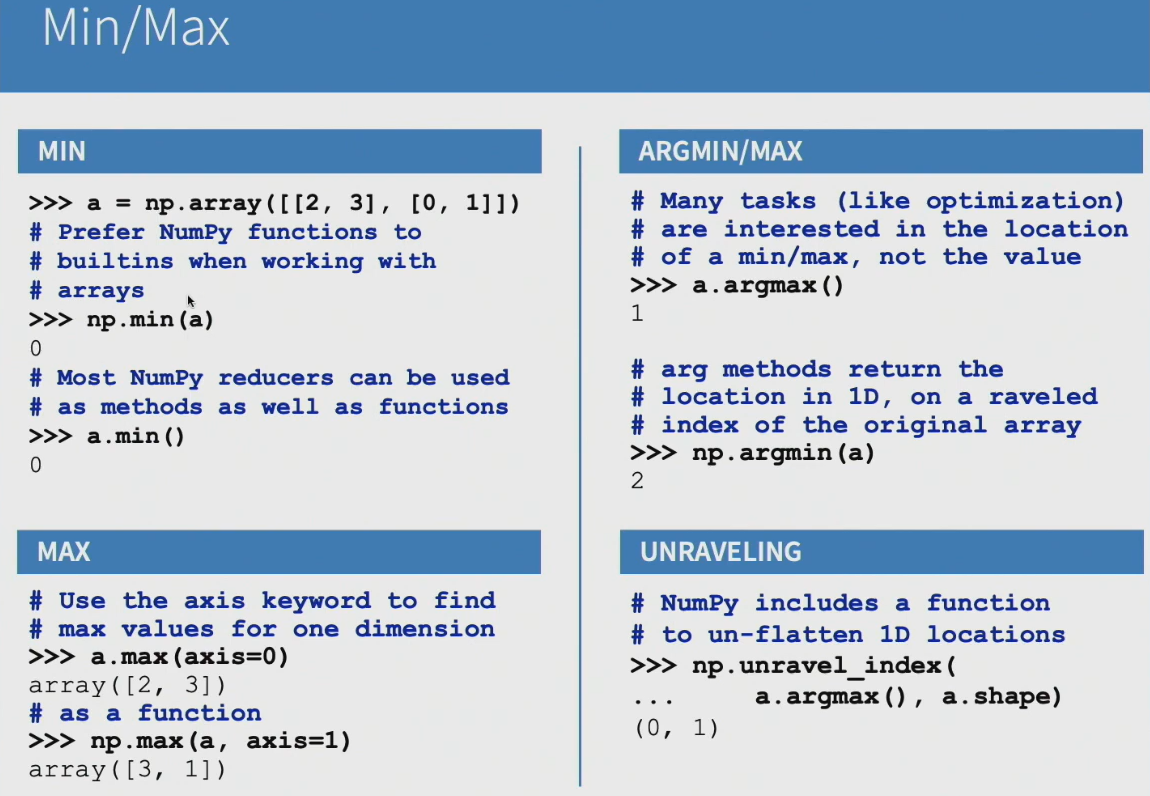 Min/Max
MIN
>>> a = np.array([[2, 3], [0, 1]])
# Prefer NumPy functions to
# builtins when working with
# arrays
>>> np.min(a)
0
# Most NumPy reducers can be used
# as methods as well as functions
>>> a.min()
0
MAX
# Use the axis keyword to find
# max values for one dimension
>>> a.max(axis=0)
array([2, 3])
# as a function
>>> np.max(a, axis=1)
array([3, 1])
ARGMIN/MAX
# Many tasks (like optimization)
# are interested in the location
# of a min/max, not the value
>>> a.argmax()
1
# arg methods return the
# location in 1D, on a raveled
# index of the original array
>>> np.argmin(a)
2
UNRAVELING
# NumPy includes a function
# to un-flatten 1D locations
>>> np.unravel_index(
...     a.argmax(), a.shape)
(0, 1)